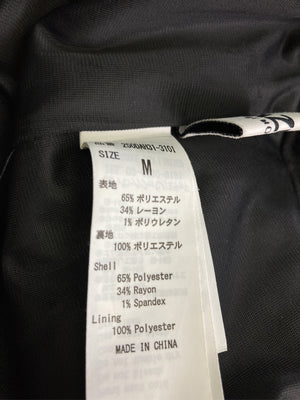 SIZE
M
表地
65% ポリエステル
34% レーヨン
1% ポリウレタン
裏地
100% ポリエステル
Shell
65% Polyester
34% Rayon
1% Spandex
Lining
100% Polyester
MADE IN CHINA